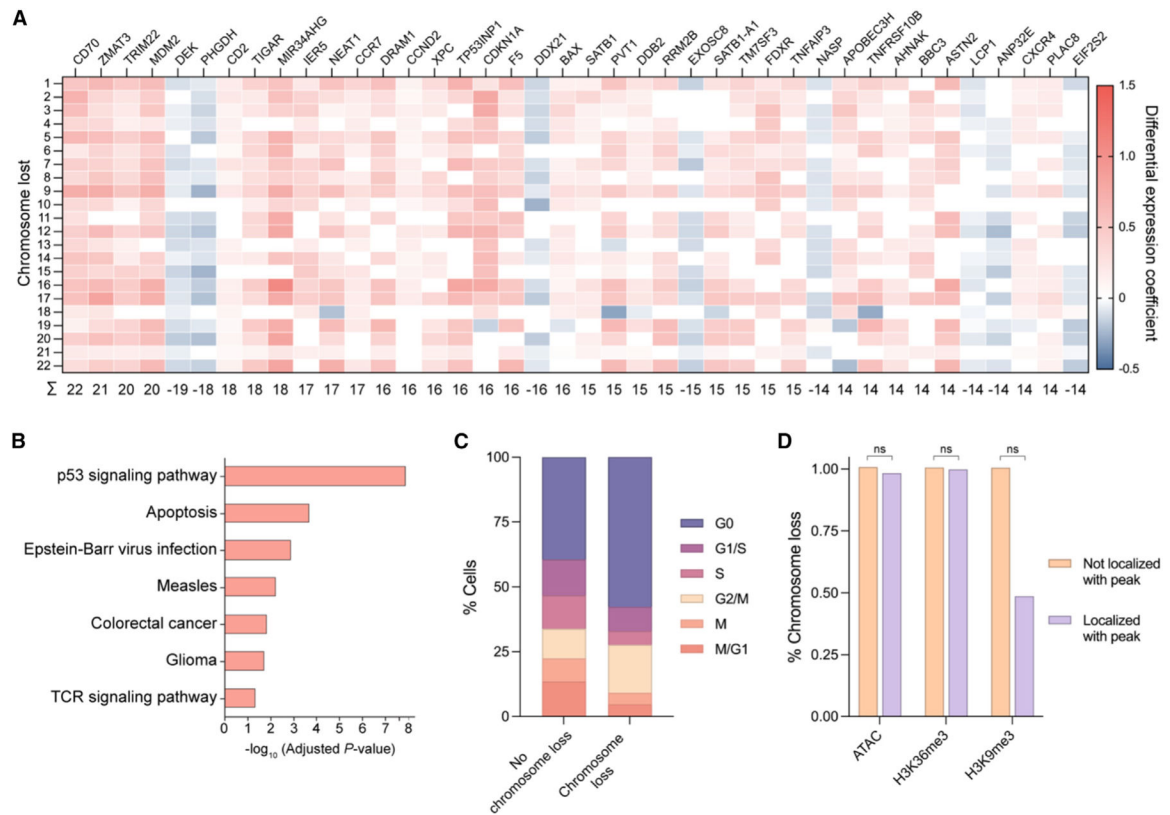 A
CD70 ZMAT3 TRIM22 MDM2 DEK PHGDH CD2 TIGAR MIR34AHG IER5 NEAT1 CCR7 DRAM1 CCND2 XPC TP53INP1 CDKN1A F5 DDX21 BAX SATB1 PVT1 DDB2 RRM2B EXOSC8 SATB1-A1 TM7SF3 FDXR TNFAIP3 NASP APOBEC3H TNFRSF10B AHNAK BBC3 ASTN2 LCP1 ANP32E CXCR4 PLAC8 EIF2S2
Chromosome lost
1
2
3
4
5
6
7
8
9
10
11
12
13
14
15
16
17
18
19
20
21
22
Σ 22 21 20 20 -19 -18 18 18 18 17 17 17 16 16 16 16 16 16 -16 16 15 15 15 15 -15 15 15 15 15 -14 14 14 14 14 14 -14 -14 14 14 -14
1.5
1.0
0.5
0
-0.5
Differential expression coefficient
B
p53 signaling pathway
Apoptosis
Epstein-Barr virus infection
Measles
Colorectal cancer
Glioma
TCR signaling pathway
0 1 2 3 4 5 6 7 8
-log10 (Adjusted P-value)
C
% Cells
100
75
50
25
0
No chromosome loss
Chromosome loss
G0
G1/S
S
G2/M
M
M/G1
D
% Chromosome loss
ns ns ns
1.00
0.75
0.50
0.25
0.00
ATAC
H3K36me3
H3K9me3
Not localized
with peak
Localized
with peak